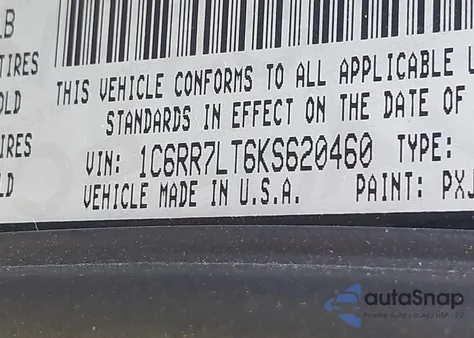 LB
TIRES
OLD
IRES
LD
THIS VEHICLE CONFORMS TO ALL APPLICABLE
STANDARDS IN EFFECT ON THE DATE OF
VIN: 1C6RR7LT6KS620460 TYPE:
VEHICLE MADE IN U.S.A. PAINT: PXJ
autaSnap